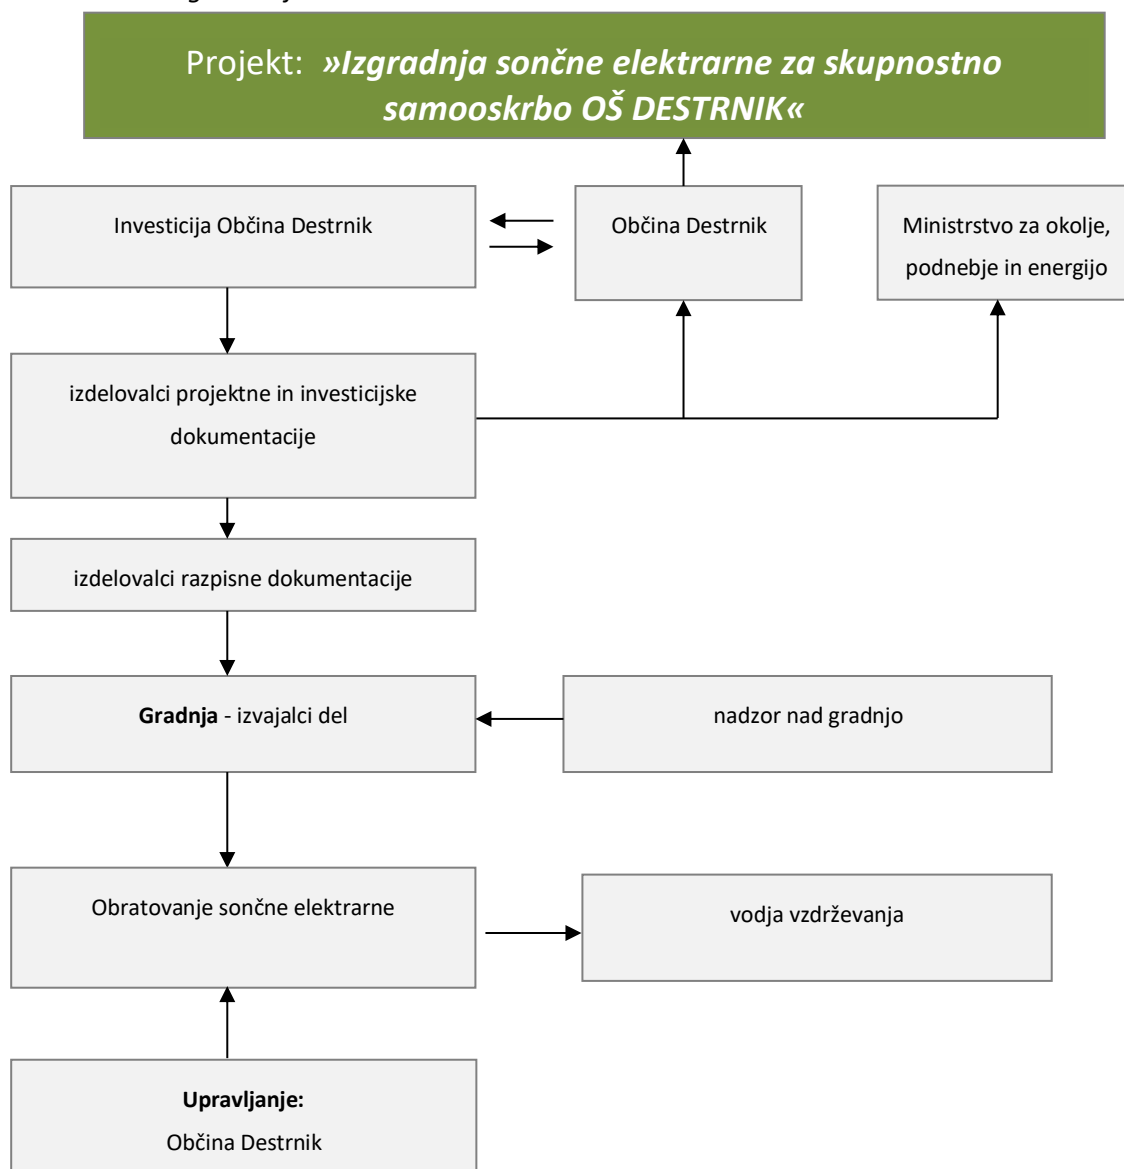 Projekt: »Izgradnja sončne elektrarne za skupnostno
samooskrbo OŠ DESTRNIK«
Investicija Občina Destrnik
Občina Destrnik
Ministrstvo za okolje,
podnebje in energijo
izdelovalci projektne in investicijske
dokumentacije
izdelovalci razpisne dokumentacije
Gradnja - izvajalci del
nadzor nad gradnjo
Obratovanje sončne elektrarne
vodja vzdrževanja
Upravljanje:
Občina Destrnik